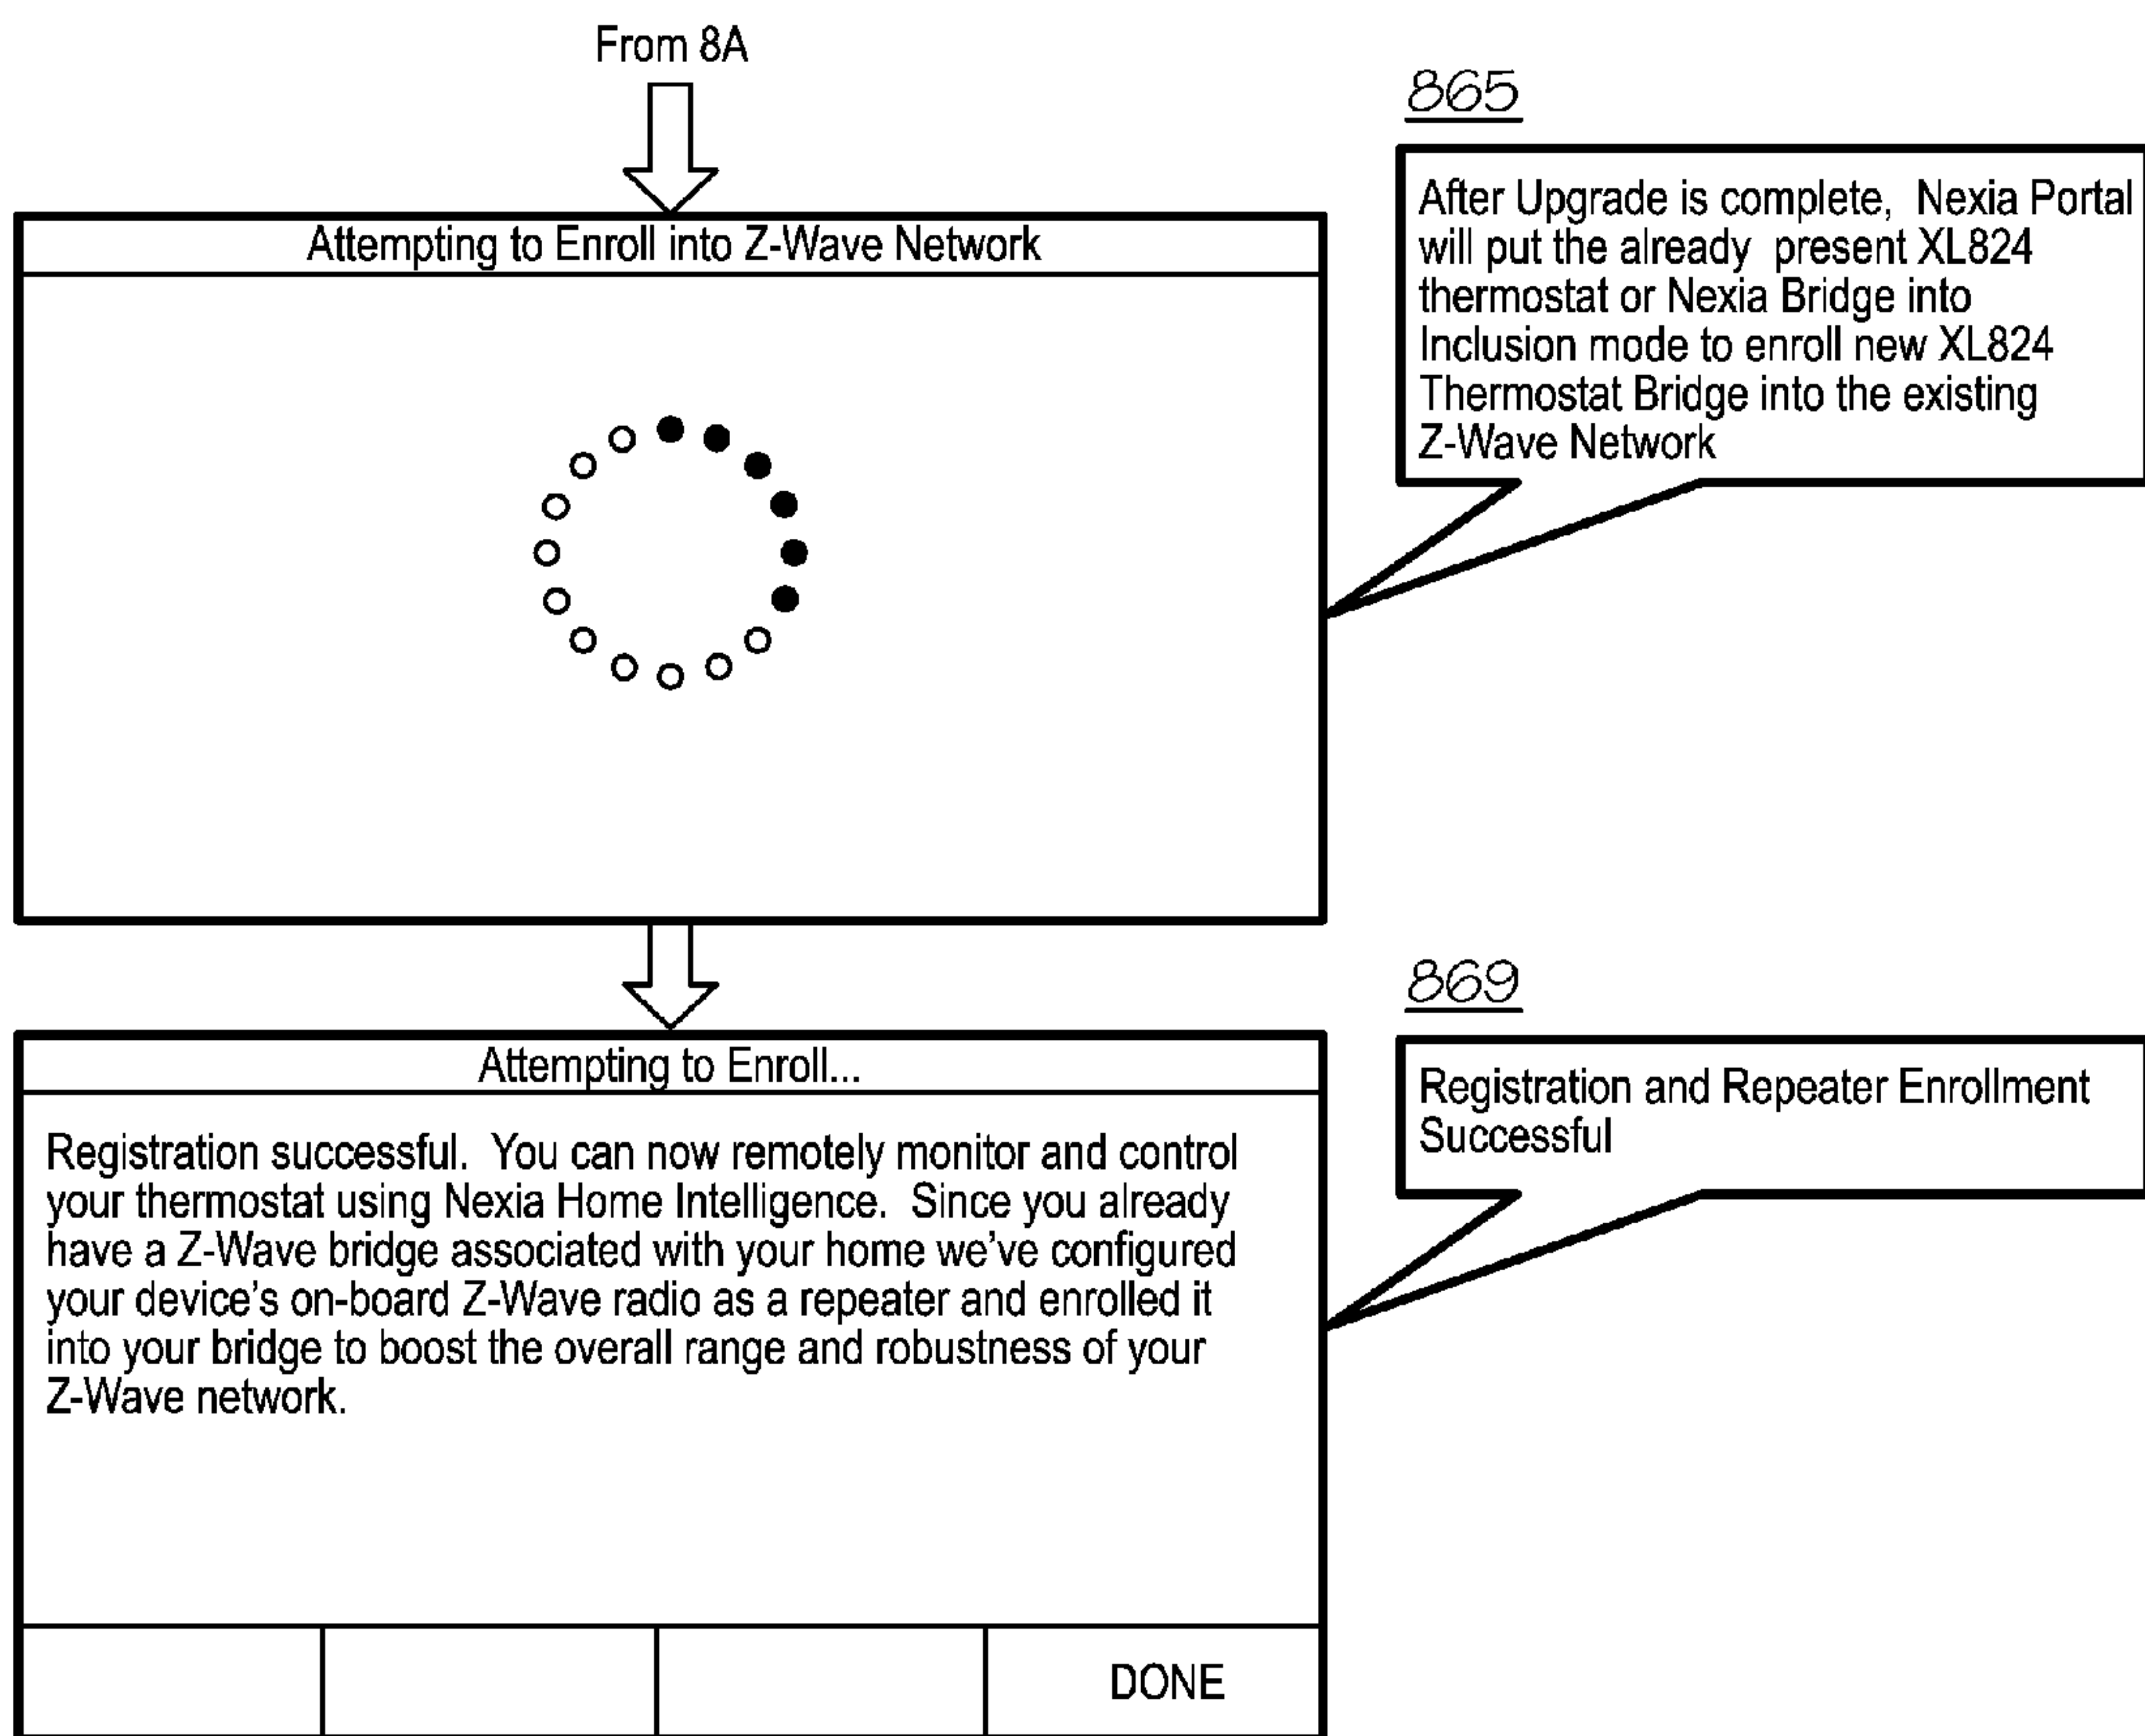 From 8A
865
After Upgrade is complete, Nexia Portal
will put the already present XL824
thermostat or Nexia Bridge into
Inclusion mode to enroll new XL824
Thermostat Bridge into the existing
Z-Wave Network
Attempting to Enroll into Z-Wave Network
869
Registration and Repeater Enrollment
Successful
Attempting to Enroll...
Registration successful. You can now remotely monitor and control
your thermostat using Nexia Home Intelligence. Since you already
have a Z-Wave bridge associated with your home we've configured
your device's on-board Z-Wave radio as a repeater and enrolled it
into your bridge to boost the overall range and robustness of your
Z-Wave network.
DONE